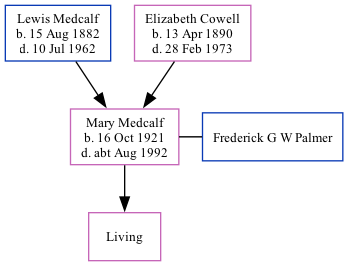 Lewis Medcalf
b. 15 Aug 1882
d. 10 Jul 1962
Elizabeth Cowell
b. 13 Apr 1890
d. 28 Feb 1973
Mary Medcalf
b. 16 Oct 1921
d. abt Aug 1992
Frederick G W Palmer
Living